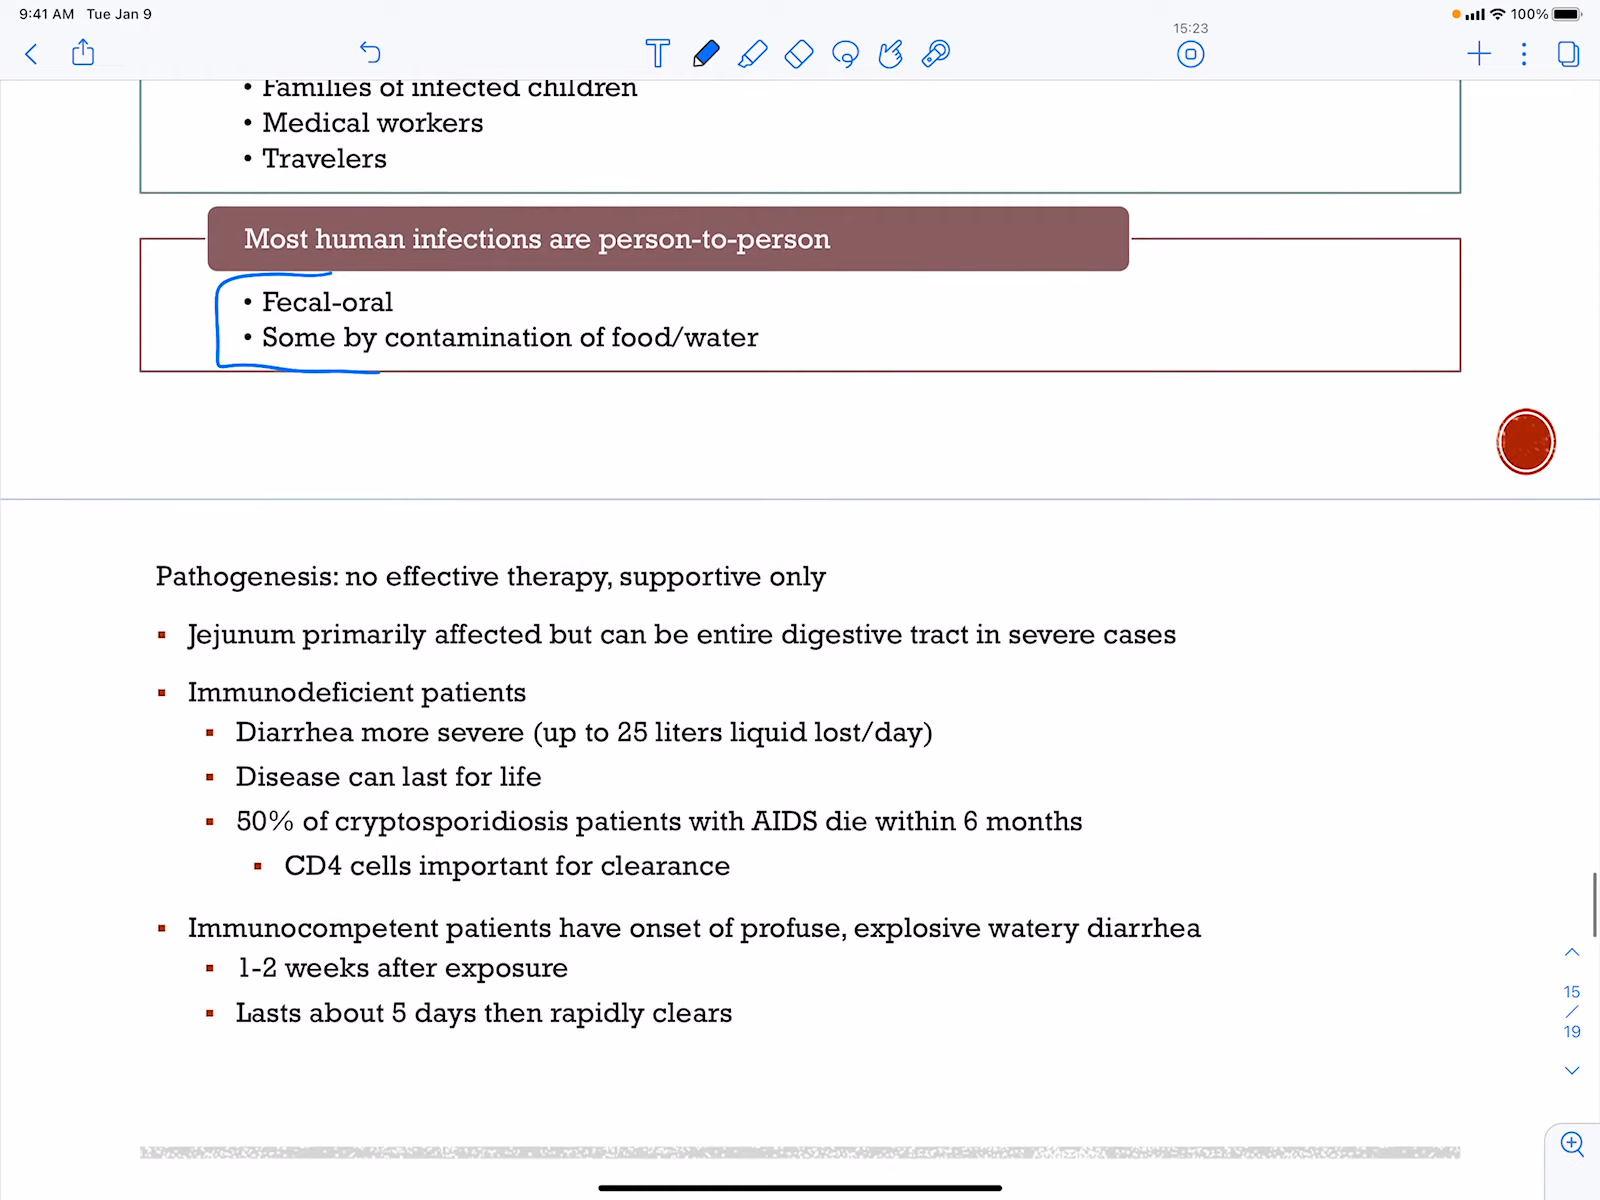 9:41 AM Tue Jan 9
100%
15:23
• Families of infected children
• Medical workers
• Travelers
Most human infections are person-to-person
• Fecal-oral
• Some by contamination of food/water
Pathogenesis: no effective therapy, supportive only
Jejunum primarily affected but can be entire digestive tract in severe cases
Immunodeficient patients
Diarrhea more severe (up to 25 liters liquid lost/day)
Disease can last for life
50% of cryptosporidiosis patients with AIDS die within 6 months
CD4 cells important for clearance
Immunocompetent patients have onset of profuse, explosive watery diarrhea
1-2 weeks after exposure
Lasts about 5 days then rapidly clears
15
/
19